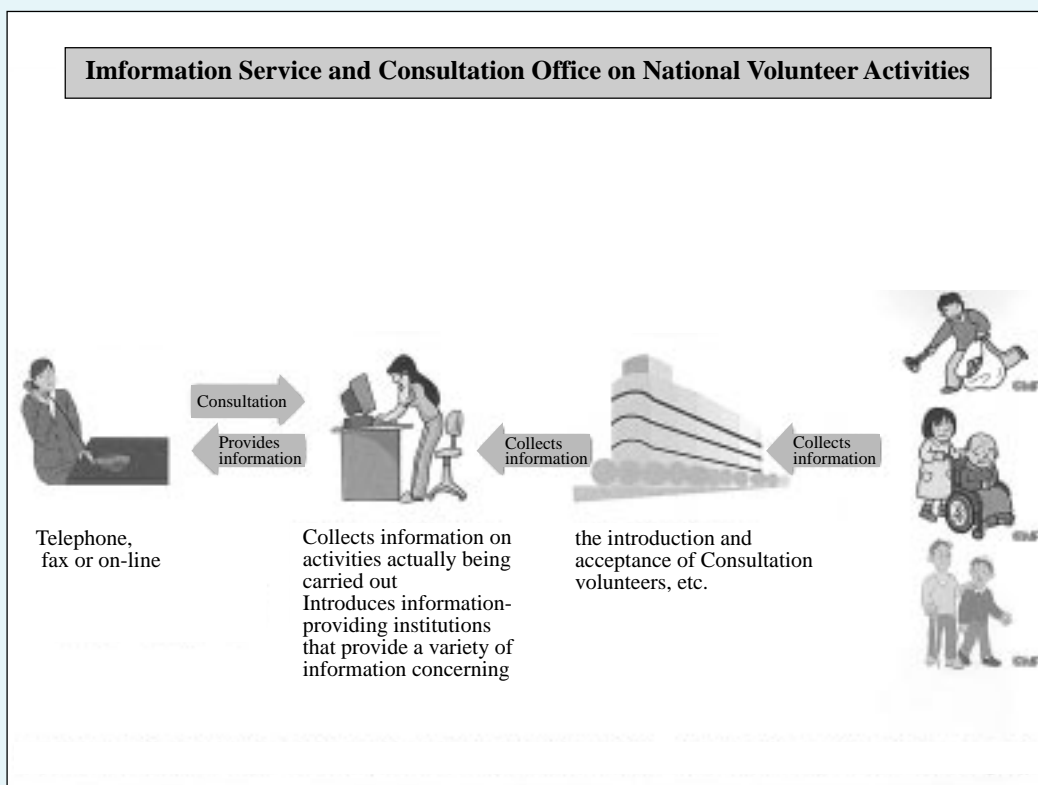 Imformation Service and Consultation Office on National Volunteer Activities
Consultation
Provides
information
Collects
information
Collects
information
Telephone,
fax or on-line
Collects information on
activities actually being
carried out
Introduces information-
providing institutions
that provide a variety of
information concerning
the introduction and
acceptance of Consultation
volunteers, etc.